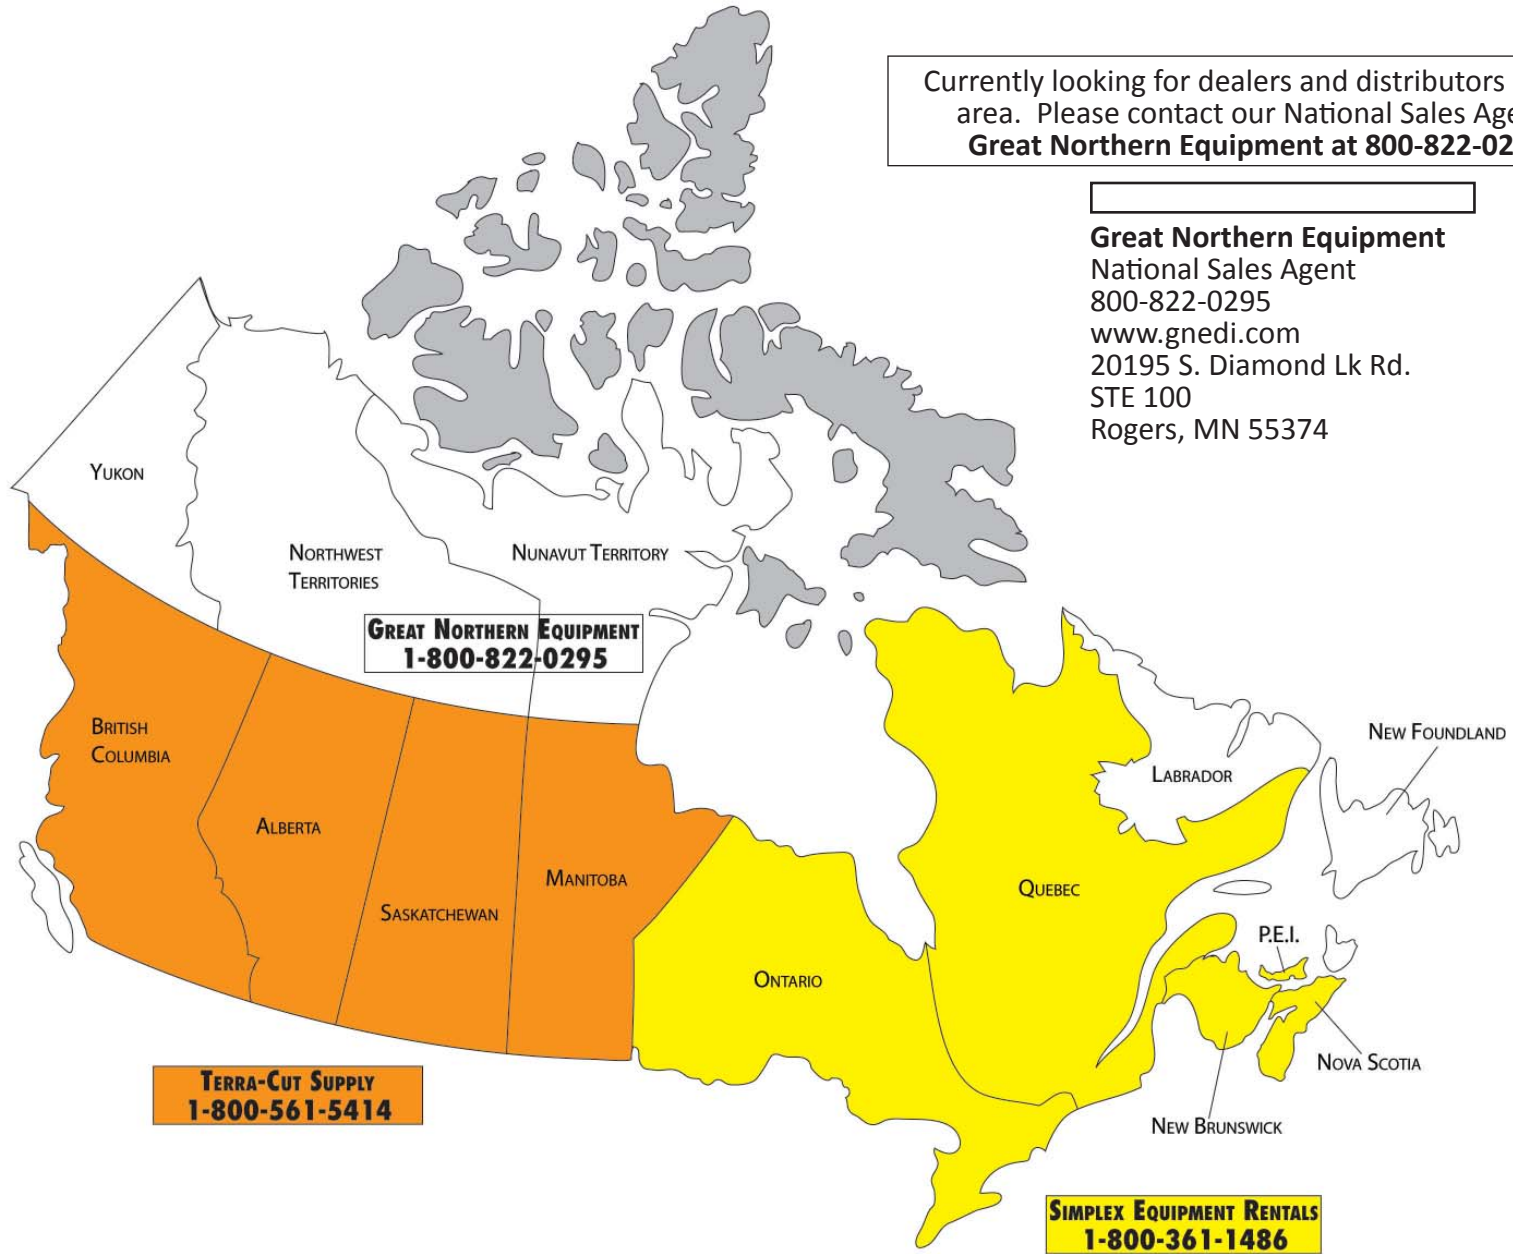 Currently looking for dealers and distributors
area. Please contact our National Sales
Great Northern Equipment at 800-822-02
Great Northern Equipment
National Sales Agent
800-822-0295
www.gnedi.com
20195 S. Diamond Lk Rd.
STE 100
Rogers, MN 55374
YUKON
NORTHWEST
TERRITORIES
NUNAVUT TERRITORY
GREAT NORTHERN EQUIPMENT
1-800-822-0295
BRITISH
COLUMBIA
NEW FOUNDLAND
LABRADOR
ALBERTA
MANITOBA
SASKATCHEWAN
QUEBEC
P.E.I.
ONTARIO
NOVA SCOTIA
TERRA-CUT SUPPLY
1-800-561-5414
NEW BRUNSWICK
SIMPLEX EQUIPMENT RENTALS
1-800-361-1486